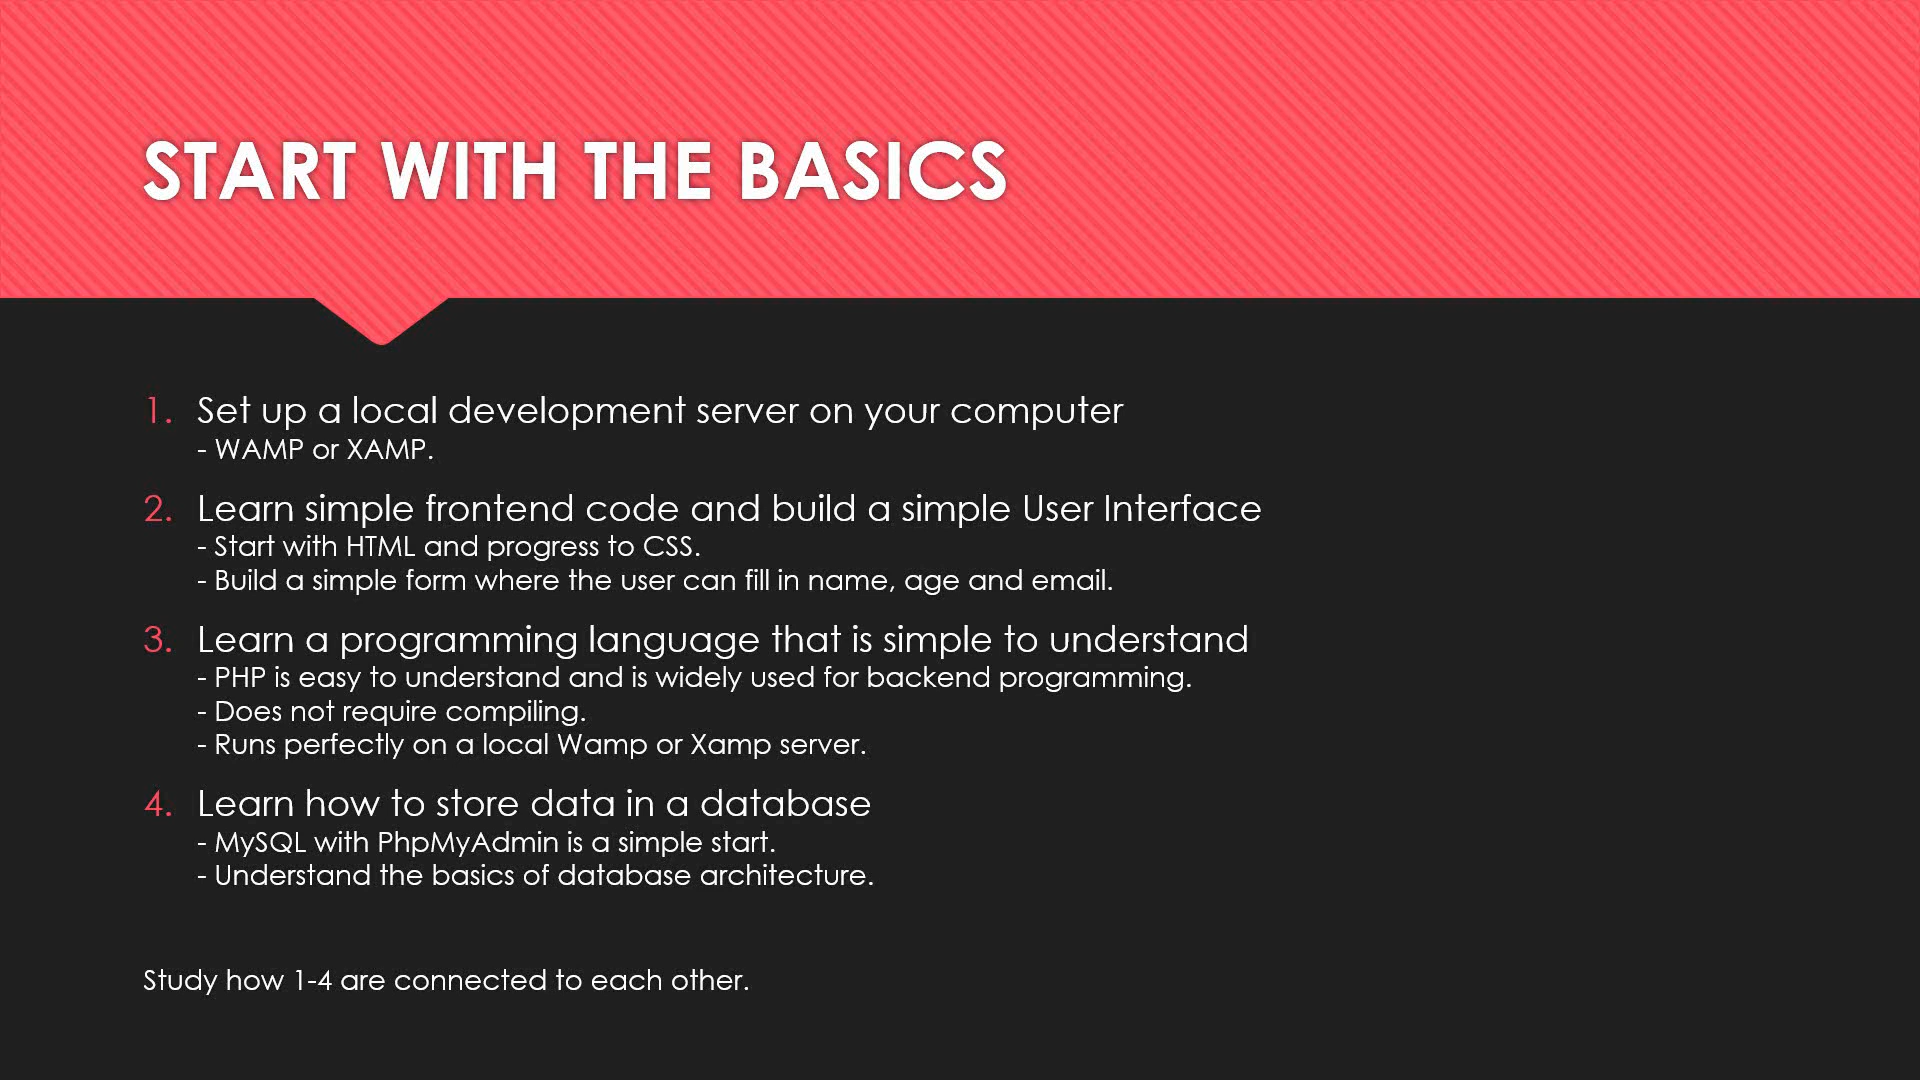 START WITH THE BASICS
1. Set up a local development server on your computer
- WAMP or XAMP.
2. Learn simple frontend code and build a simple User Interface
- Start with HTML and progress to CSS.
- Build a simple form where the user can fill in name, age and email.
3. Learn a programming language that is simple to understand
- PHP is easy to understand and is widely used for backend programming.
- Does not require compiling.
- Runs perfectly on a local Wamp or Xamp server.
4. Learn how to store data in a database
- MySQL with PhpMyAdmin is a simple start.
- Understand the basics of database architecture.
Study how 1-4 are connected to each other.